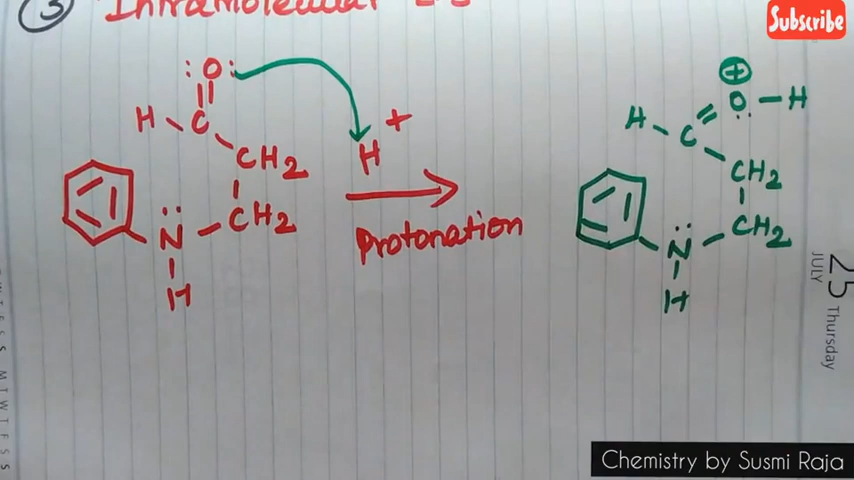 ③ Intramolecular
Subscribe
:O:
H C
CH2
CH2
N
H
H+
Protonation
⊕
O-H
H C
CH2
CH2
N
H
JULY
25 Thursday
Chemistry by Susmi Raja